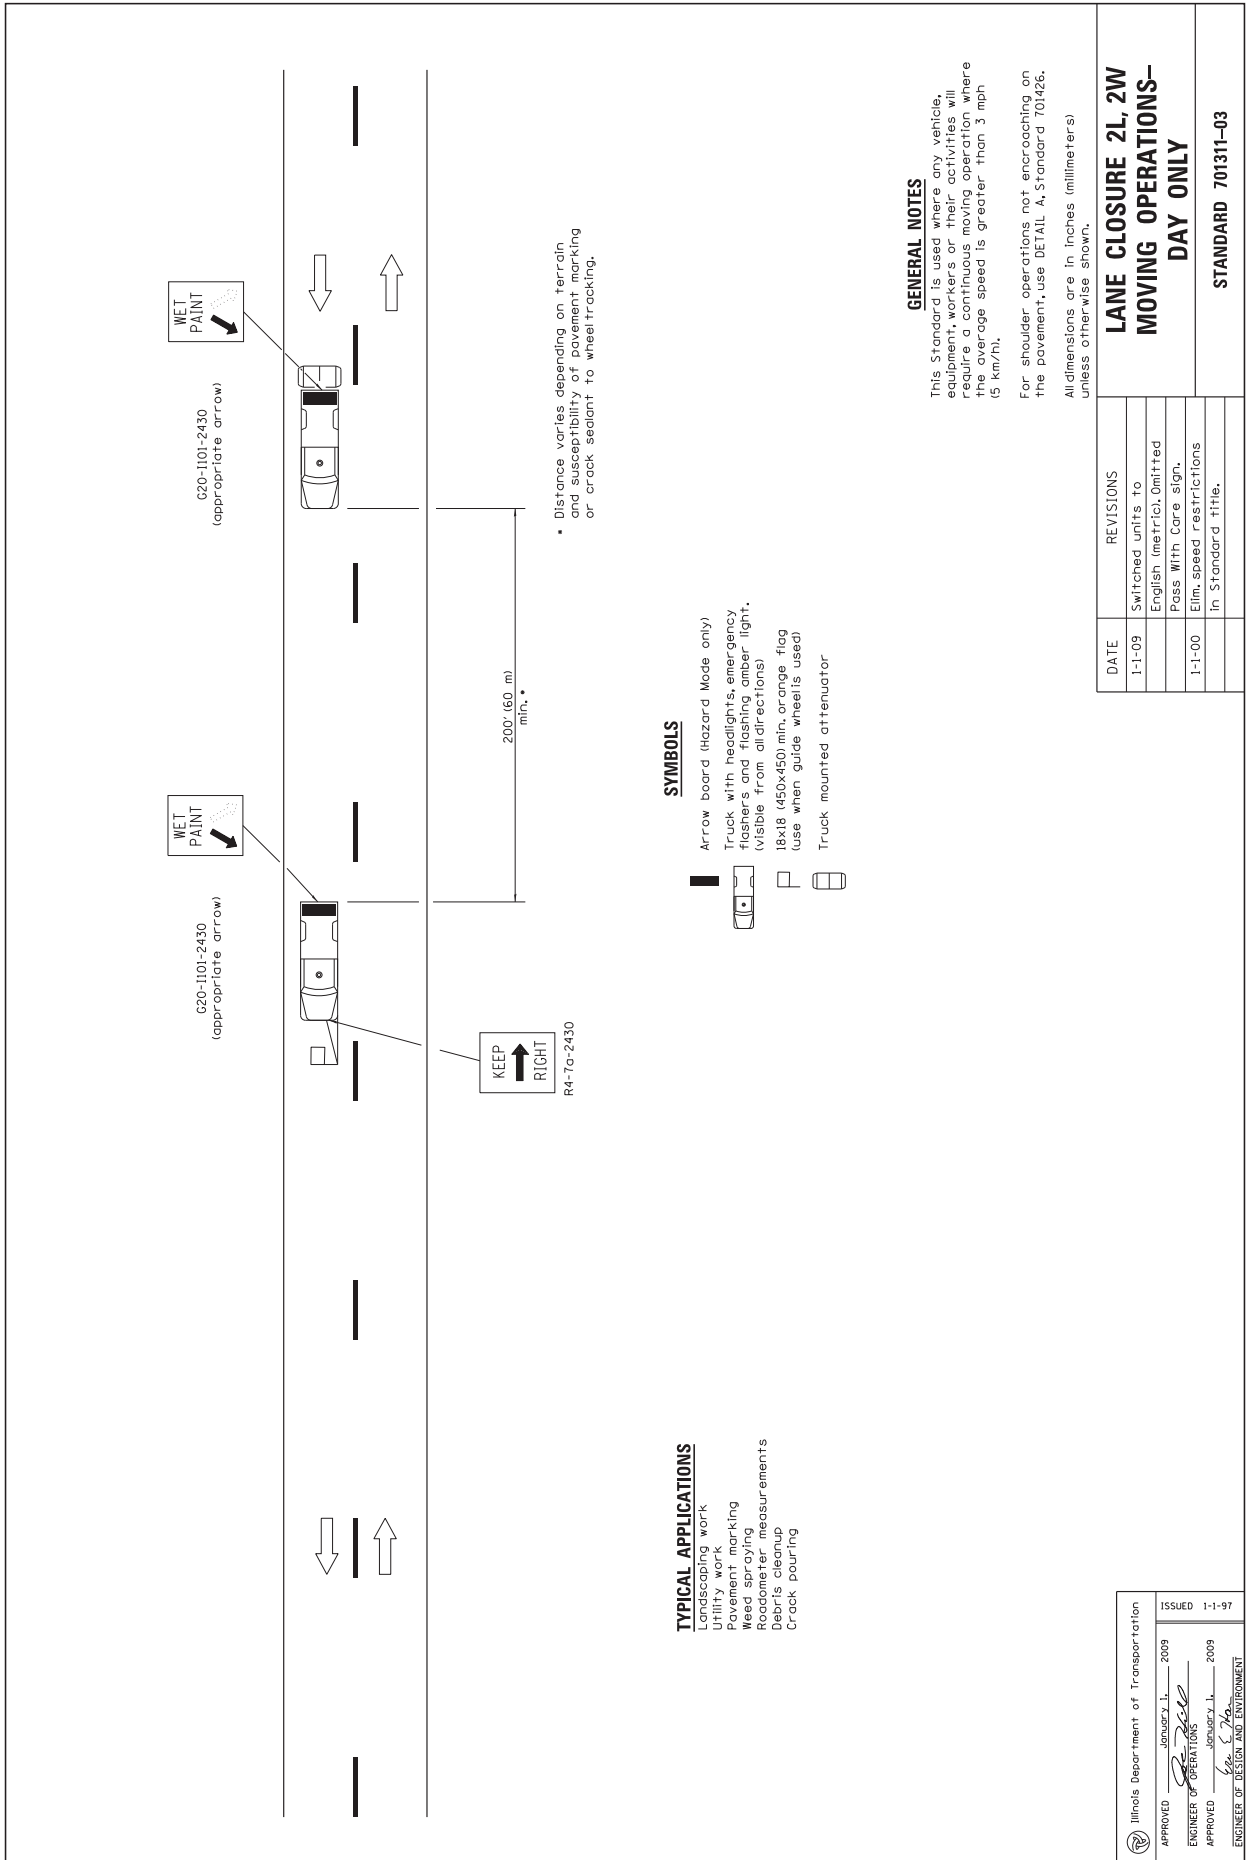 G20-I101-2430
(appropriate arrow)
WET
PAINT
G20-I101-2430
(appropriate arrow)
WET
PAINT
KEEP
RIGHT
R4-7a-2430
200' (60 m)
min. *
* Distance varies depending on terrain
and susceptibility of pavement marking
or crack sealant to wheel tracking.
TYPICAL APPLICATIONS
Landscaping work
Utility work
Pavement marking
Weed spraying
Roadometer measurements
Debris cleanup
Crack pouring
SYMBOLS
Arrow board (Hazard Mode only)
Truck with headlights, emergency
flashers and flashing amber light.
(visible from all directions)
18x18 (450x450) min. orange flag
(use when guide wheel is used)
Truck mounted attenuator
GENERAL NOTES
This Standard is used where any vehicle,
equipment, workers or their activities will
require a continuous moving operation where
the average speed is greater than 3 mph
(5 km/h).
For shoulder operations not encroaching on
the pavement, use DETAIL A, Standard 701426.
All dimensions are in inches (millimeters)
unless otherwise shown.
Illinois Department of Transportation
APPROVED January 1, 2009
ENGINEER OF OPERATIONS
APPROVED January 1, 2009
ENGINEER OF DESIGN AND ENVIRONMENT
ISSUED 1-1-97
DATE REVISIONS
1-1-09 Switched units to
English (metric). Omitted
Pass With Care sign.
1-1-00 Elim. speed restrictions
in Standard title.
LANE CLOSURE 2L, 2W
MOVING OPERATIONS–
DAY ONLY
STANDARD 701311–03